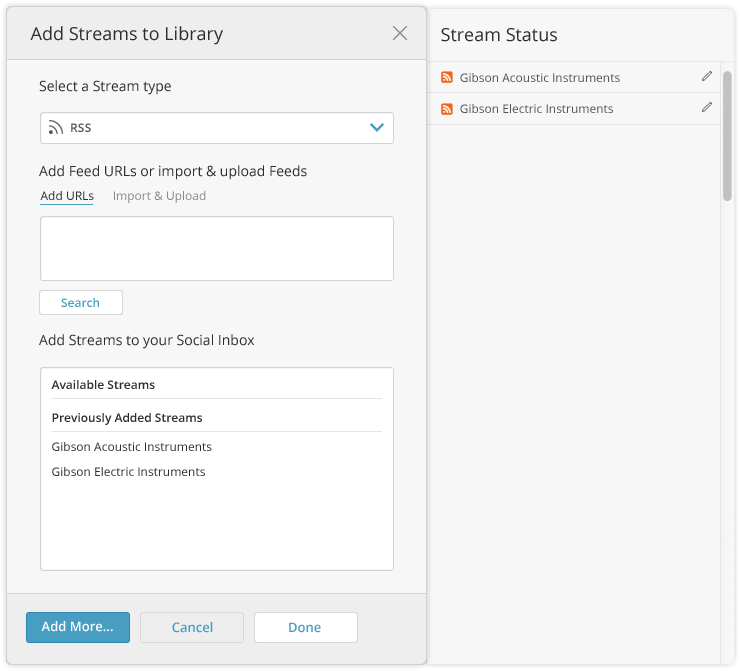 Add Streams to Library
Select a Stream type
RSS
Add Feed URLs or import & upload Feeds
Add URLs Import & Upload
Search
Add Streams to your Social Inbox
Available Streams
Previously Added Streams
Gibson Acoustic Instruments
Gibson Electric Instruments
Add More... Cancel Done
Stream Status
Gibson Acoustic Instruments
Gibson Electric Instruments